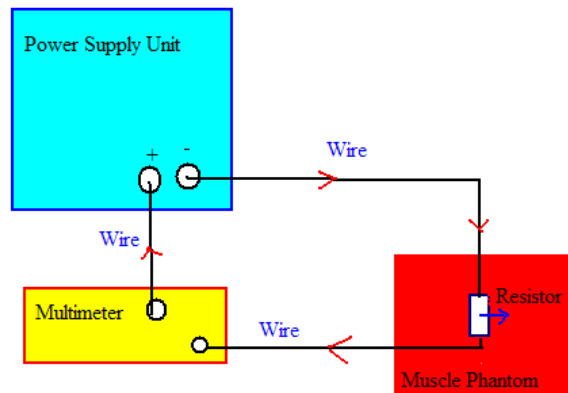 Power Supply Unit
+ -
Wire
Wire
Multimeter
Wire
Resistor
Muscle Phantom